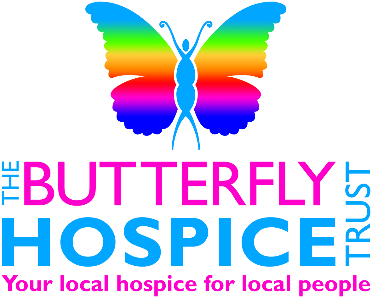 THE BUTTERFLY
HOSPICE TRUST
Your local hospice for local people